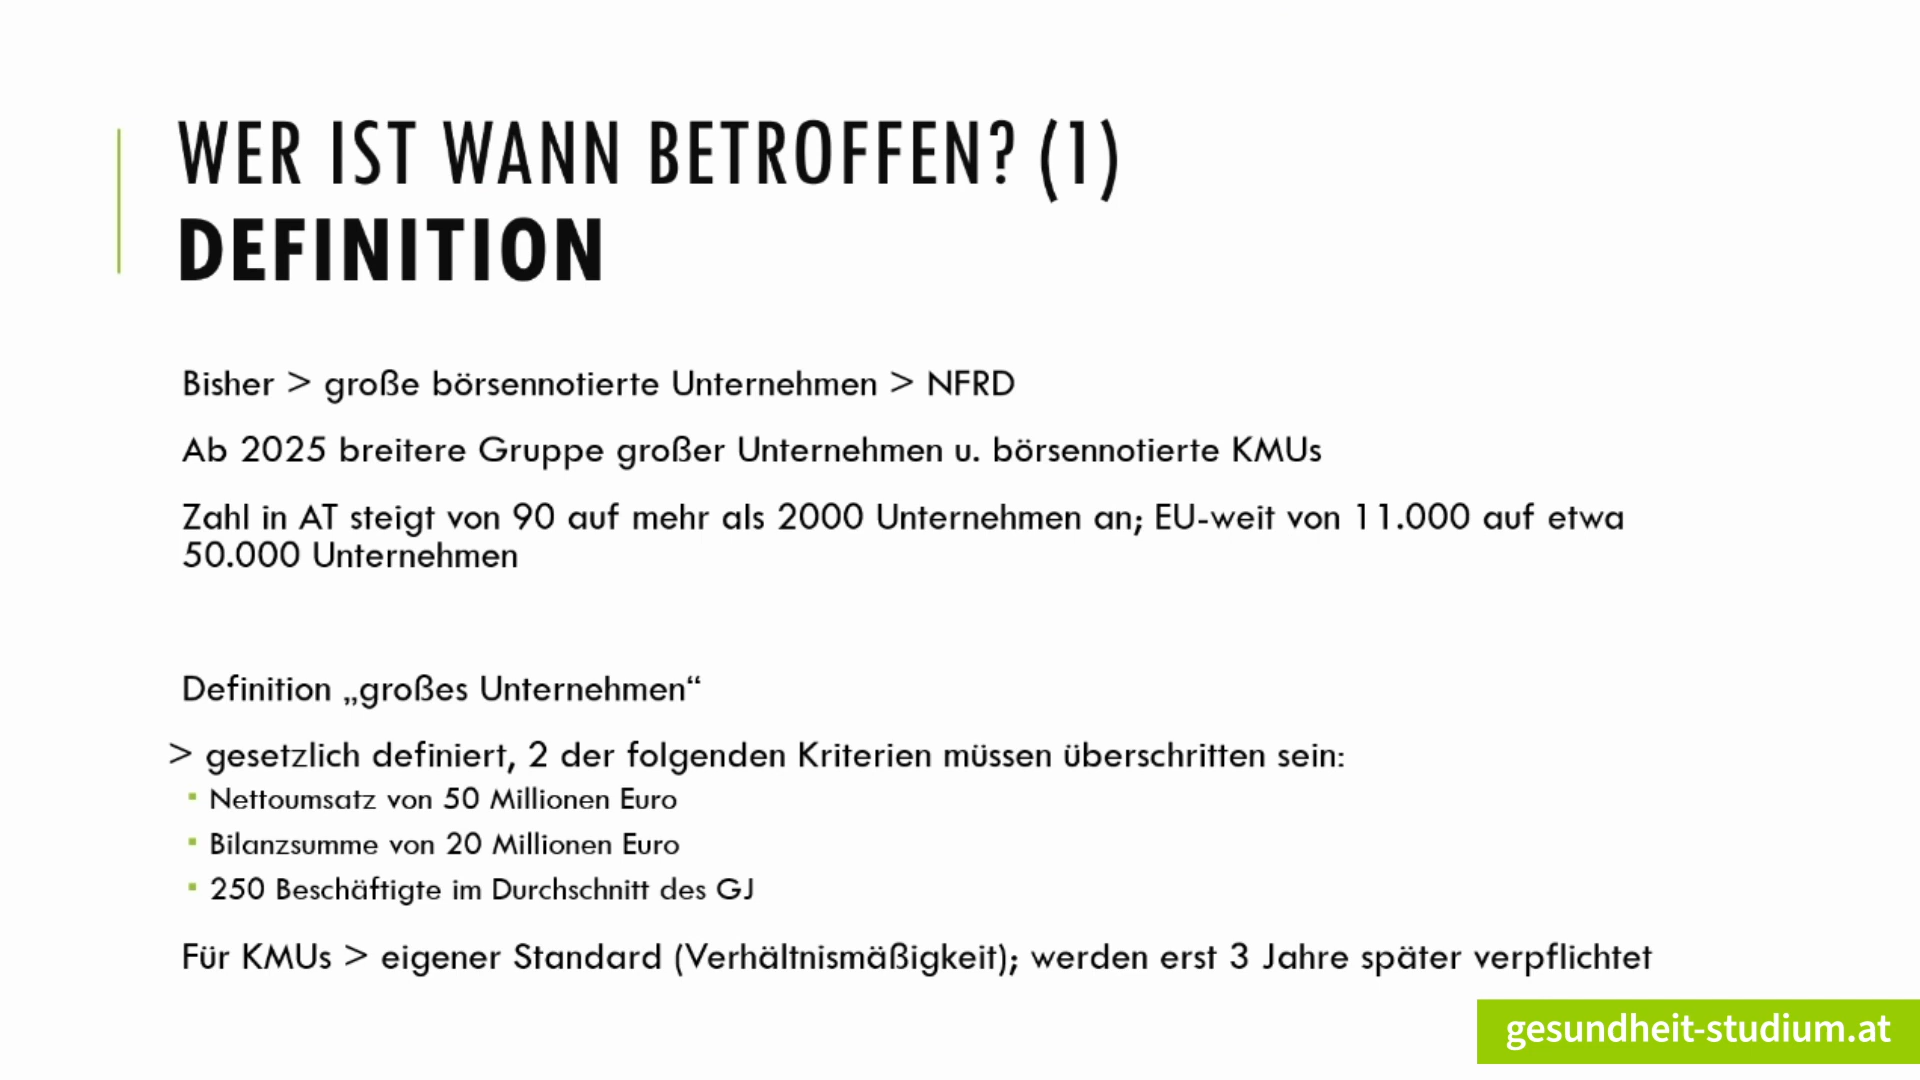 WER IST WANN BETROFFEN? (1)
DEFINITION
Bisher > große börsennotierte Unternehmen > NFRD
Ab 2025 breitere Gruppe großer Unternehmen u. börsennotierte KMUs
Zahl in AT steigt von 90 auf mehr als 2000 Unternehmen an; EU-weit von 11.000 auf etwa
50.000 Unternehmen
Definition „großes Unternehmen“
> gesetzlich definiert, 2 der folgenden Kriterien müssen überschritten sein:
▪ Nettoumsatz von 50 Millionen Euro
▪ Bilanzsumme von 20 Millionen Euro
▪ 250 Beschäftigte im Durchschnitt des GJ
Für KMUs > eigener Standard (Verhältnismäßigkeit); werden erst 3 Jahre später verpflichtet
gesundheit-studium.at